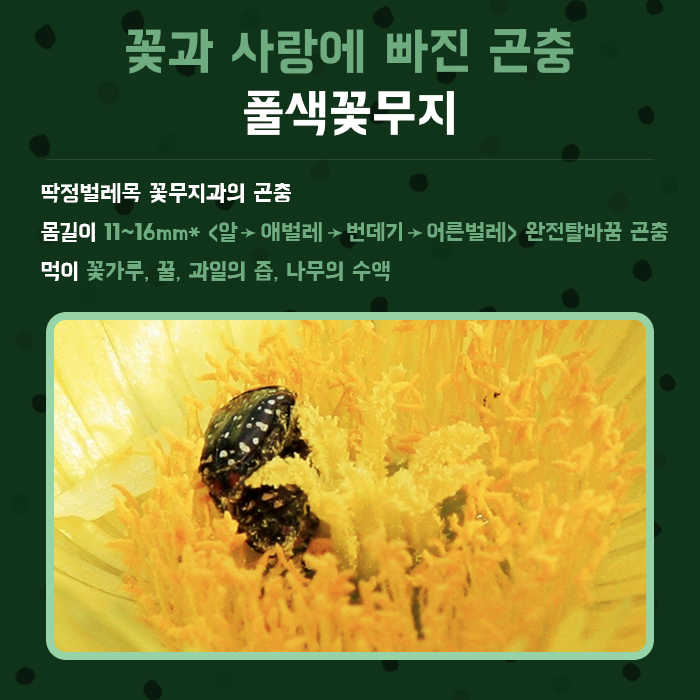 꽃과 사랑에 빠진 곤충
풀색꽃무지
딱정벌레목 꽃무지과의 곤충
몸길이 11~16mm* <알→애벌레→번데기→어른벌레> 완전탈바꿈 곤충
먹이 꽃가루, 꿀, 과일의 즙, 나무의 수액